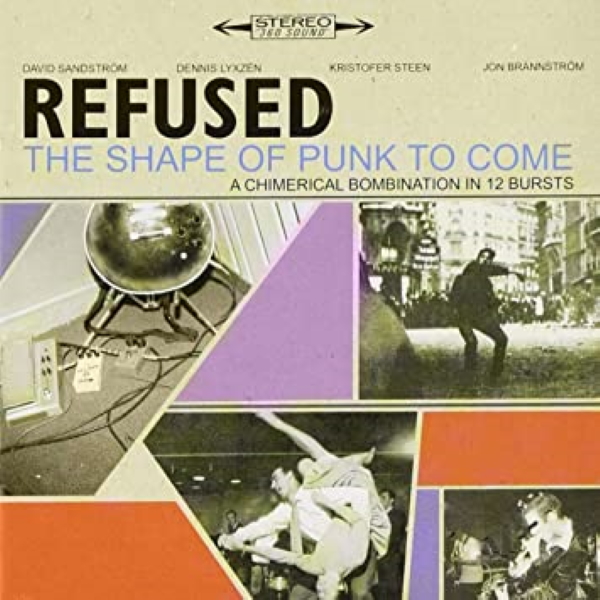 STEREO
"360 SOUND"
DAVID SANDSTRÖM DENNIS LYXZÉN KRISTOFER STEEN JON BRÄNNSTRÖM
REFUSED
THE SHAPE OF PUNK TO COME
A CHIMERICAL BOMBINATION IN 12 BURSTS